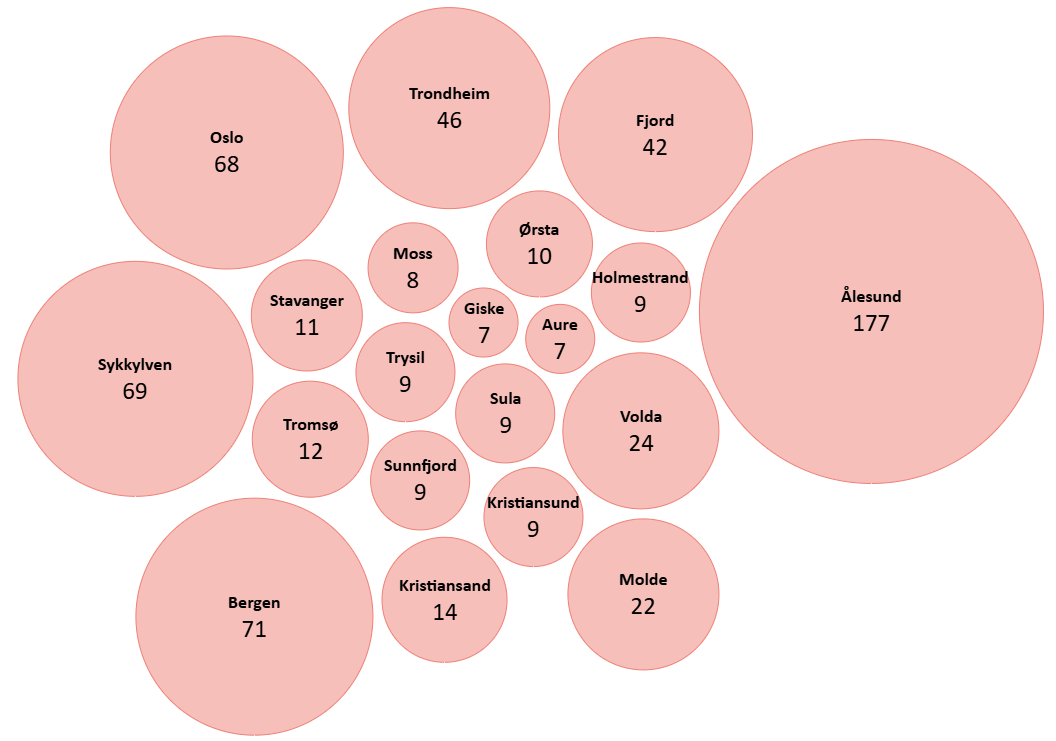 Trondheim
46
Fjord
42
Oslo
68
Ørsta
10
Moss
8
Holmestrand
9
Ålesund
177
Stavanger
11
Giske
7
Aure
7
Trysil
9
Sykkylven
69
Sula
9
Volda
24
Tromsø
12
Sunnfjord
9
Kristiansund
9
Kristiansand
14
Molde
22
Bergen
71